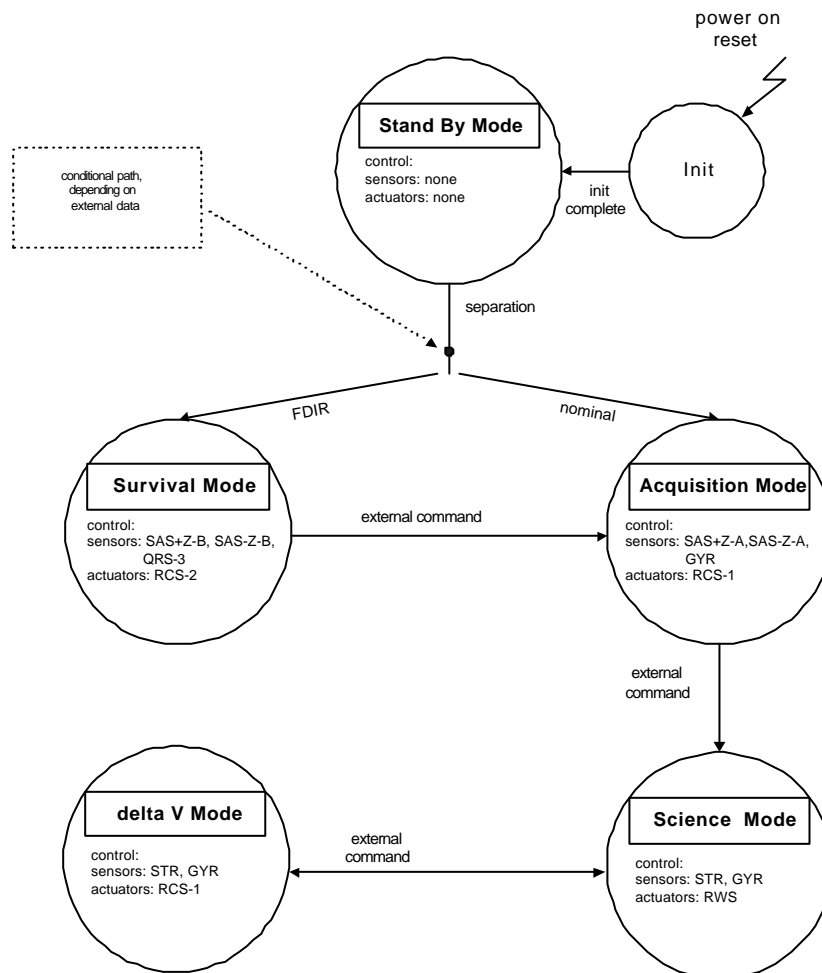 power on
reset
Stand By Mode
control:
sensors: none
actuators: none
Init
init
complete
conditional path,
depending on
external data
separation
FDIR
nominal
Survival Mode
control:
sensors: SAS+Z-B, SAS-Z-B,
QRS-3
actuators: RCS-2
external command
Acquisition Mode
control:
sensors: SAS+Z-A,SAS-Z-A,
GYR
actuators: RCS-1
external
command
delta V Mode
control:
sensors: STR, GYR
actuators: RCS-1
external
command
Science Mode
control:
sensors: STR, GYR
actuators: RWS